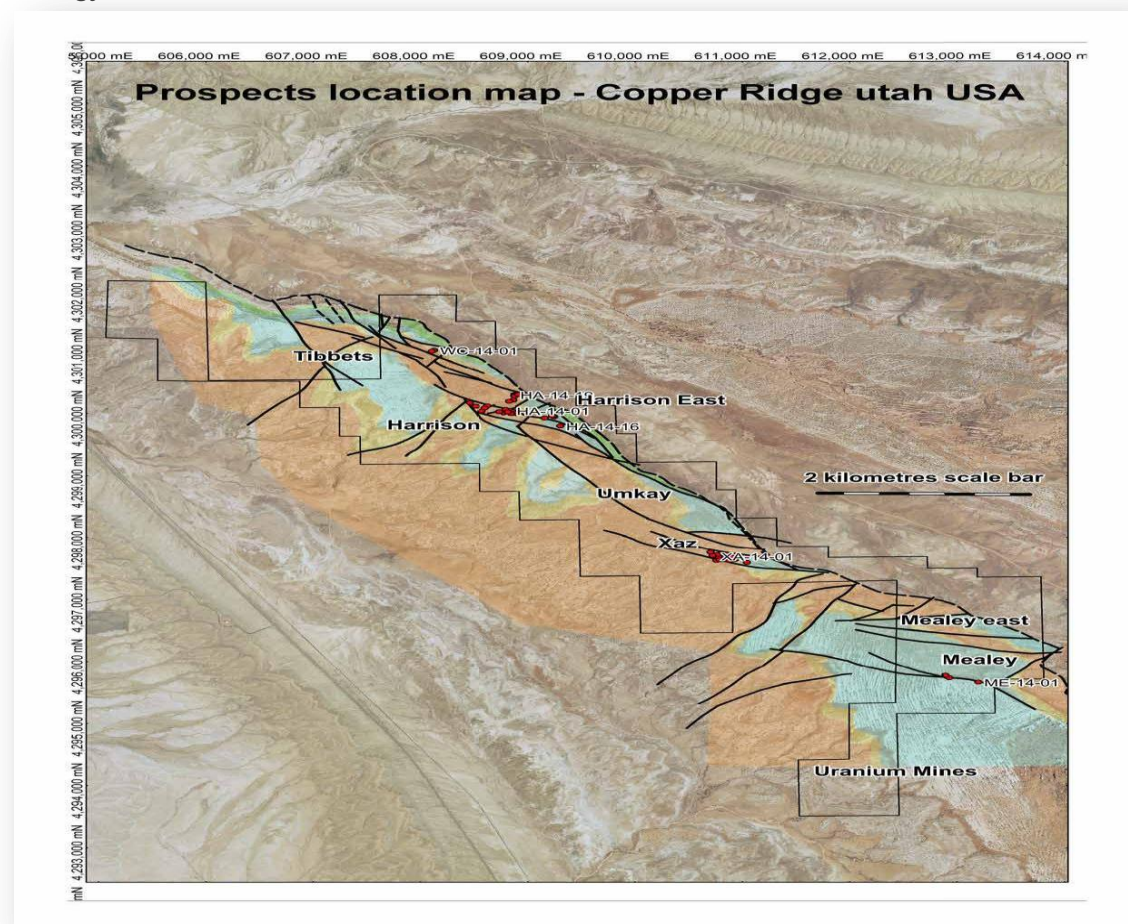 606,000 mE 607,000 mE 608,000 mE 609,000 mE 610,000 mE 611,000 mE 612,000 mE 613,000 mE 614,000 m
Prospects location map - Copper Ridge utah USA
4,305,000 mN
4,304,000 mN
4,303,000 mN
4,302,000 mN
4,301,000 mN
4,300,000 mN
4,299,000 mN
4,298,000 mN
4,297,000 mN
4,296,000 mN
4,295,000 mN
4,294,000 mN
4,293,000 mN
mN
WC-14-01
Tibbets
Harrison East
HA-14-01
Harrison
HA-14-16
2 kilometres scale bar
Umkay
Xaz
XA-14-01
Mealey east
Mealey
ME-14-01
Uranium Mines